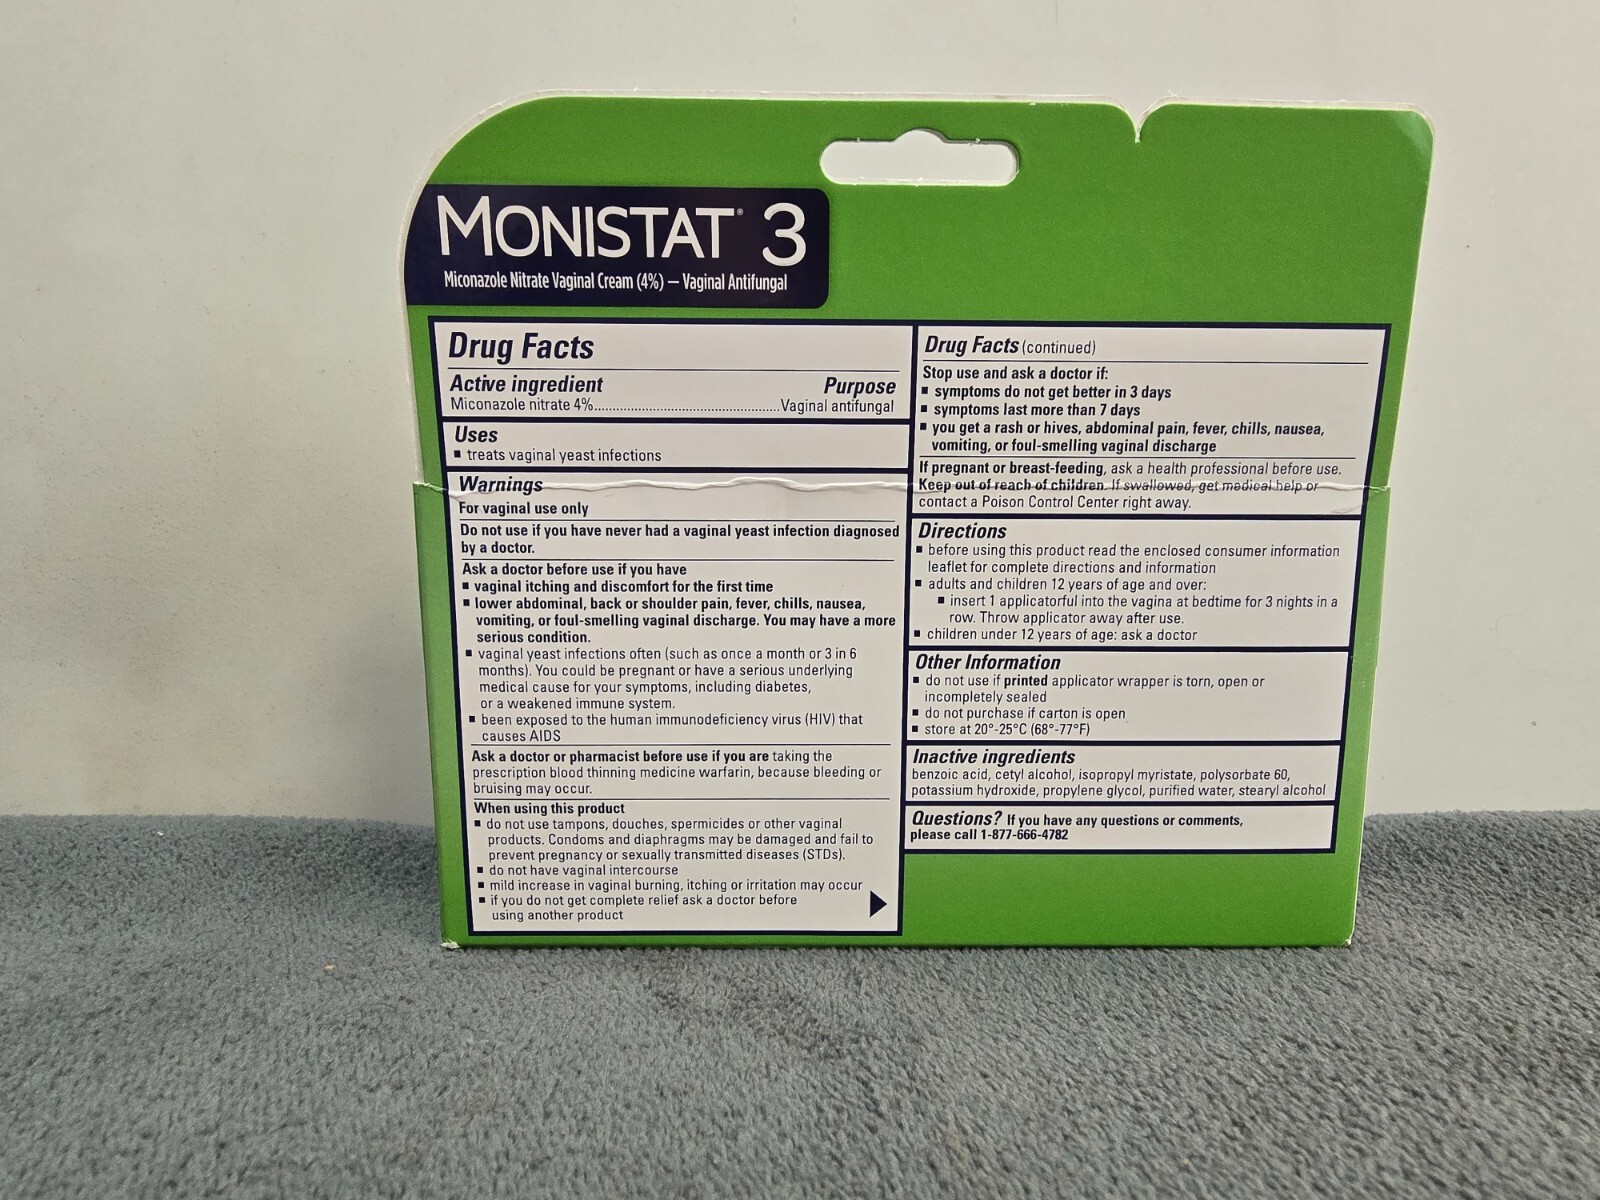 MONISTAT® 3
Miconazole Nitrate Vaginal Cream (4%) — Vaginal Antifungal
Drug Facts
Active ingredient Purpose
Miconazole nitrate 4%..................................................Vaginal antifungal
Uses
▪ treats vaginal yeast infections
Warnings
For vaginal use only
Do not use if you have never had a vaginal yeast infection diagnosed
by a doctor.
Ask a doctor before use if you have
▪ vaginal itching and discomfort for the first time
▪ lower abdominal, back or shoulder pain, fever, chills, nausea,
vomiting, or foul-smelling vaginal discharge. You may have a more
serious condition.
▪ vaginal yeast infections often (such as once a month or 3 in 6
months). You could be pregnant or have a serious underlying
medical cause for your symptoms, including diabetes,
or a weakened immune system.
▪ been exposed to the human immunodeficiency virus (HIV) that
causes AIDS
Ask a doctor or pharmacist before use if you are taking the
prescription blood thinning medicine warfarin, because bleeding or
bruising may occur.
When using this product
▪ do not use tampons, douches, spermicides or other vaginal
products. Condoms and diaphragms may be damaged and fail to
prevent pregnancy or sexually transmitted diseases (STDs).
▪ do not have vaginal intercourse
▪ mild increase in vaginal burning, itching or irritation may occur
▪ if you do not get complete relief ask a doctor before
using another product
Drug Facts (continued)
Stop use and ask a doctor if:
▪ symptoms do not get better in 3 days
▪ symptoms last more than 7 days
▪ you get a rash or hives, abdominal pain, fever, chills, nausea,
vomiting, or foul-smelling vaginal discharge
If pregnant or breast-feeding, ask a health professional before use.
Keep out of reach of children. If swallowed, get medical help or
contact a Poison Control Center right away.
Directions
▪ before using this product read the enclosed consumer information
leaflet for complete directions and information
▪ adults and children 12 years of age and over:
▪ insert 1 applicatorful into the vagina at bedtime for 3 nights in a
row. Throw applicator away after use.
▪ children under 12 years of age: ask a doctor
Other Information
▪ do not use if printed applicator wrapper is torn, open or
incompletely sealed
▪ do not purchase if carton is open
▪ store at 20°-25°C (68°-77°F)
Inactive ingredients
benzoic acid, cetyl alcohol, isopropyl myristate, polysorbate 60,
potassium hydroxide, propylene glycol, purified water, stearyl alcohol
Questions? If you have any questions or comments,
please call 1-877-666-4782